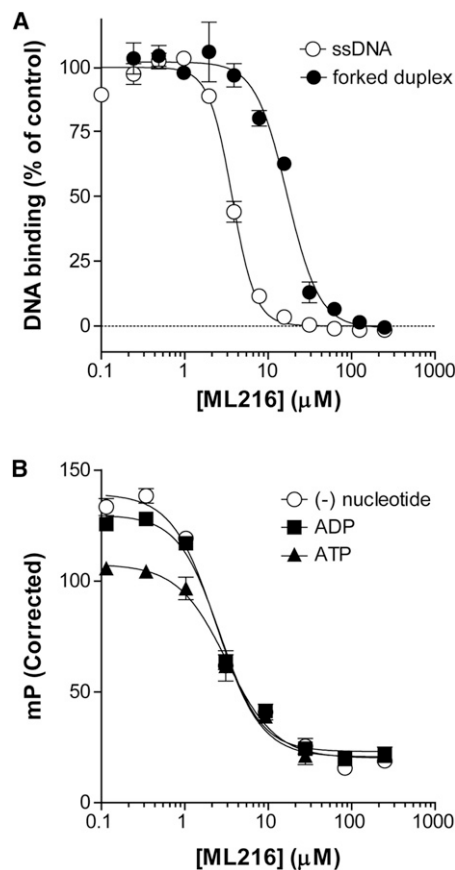 A
ssDNA
forked duplex
DNA binding (% of control)
100
75
50
25
0
0.1 1 10 100 1000
[ML216] (μM)
B
(-) nucleotide
ADP
ATP
mP (Corrected)
150
100
50
0
0.1 1 10 100 1000
[ML216] (μM)